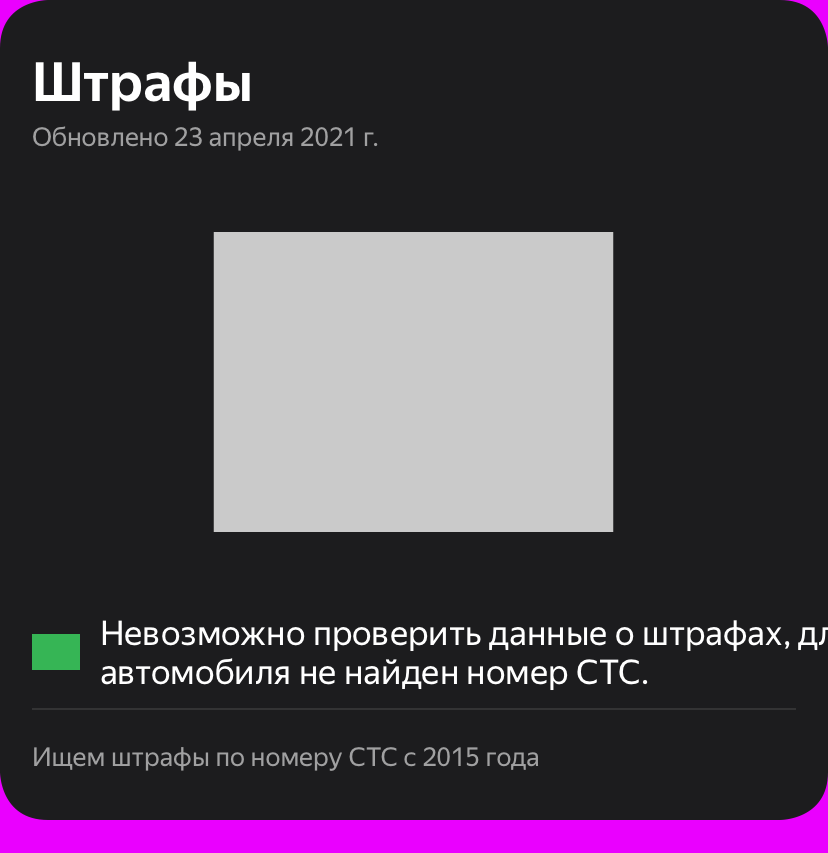 Штрафы
Обновлено 23 апреля 2021 г.
Невозможно проверить данные о штрафах,
автомобиля не найден номер СТС.
Ищем штрафы по номеру СТС с 2015 года